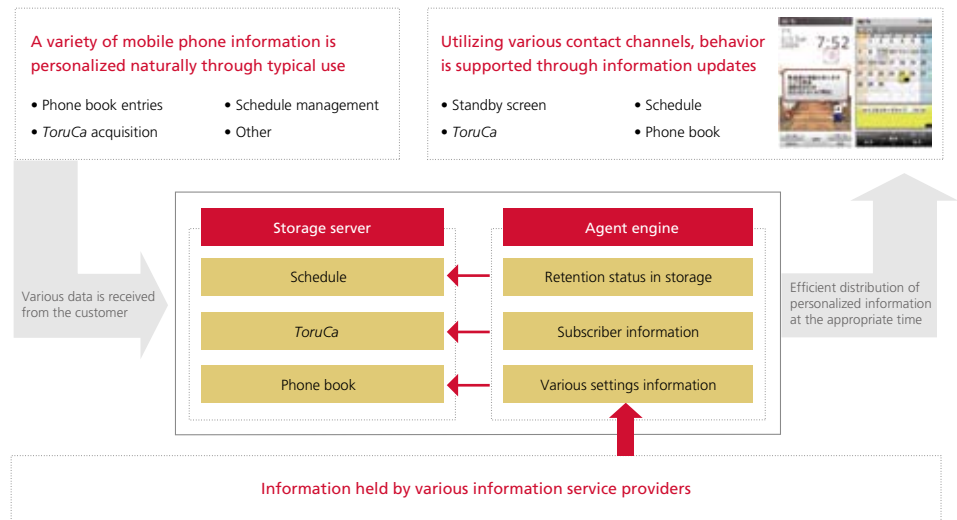 A variety of mobile phone information is
personalized naturally through typical use
• Phone book entries
• Schedule management
• ToruCa acquisition
• Other
Utilizing various contact channels, behavior
is supported through information updates
• Standby screen
• Schedule
• ToruCa
• Phone book
7:52
Various data is received
from the customer
Storage server
Agent engine
Schedule
Retention status in storage
ToruCa
Subscriber information
Phone book
Various settings information
Efficient distribution of
personalized information
at the appropriate time
Information held by various information service providers